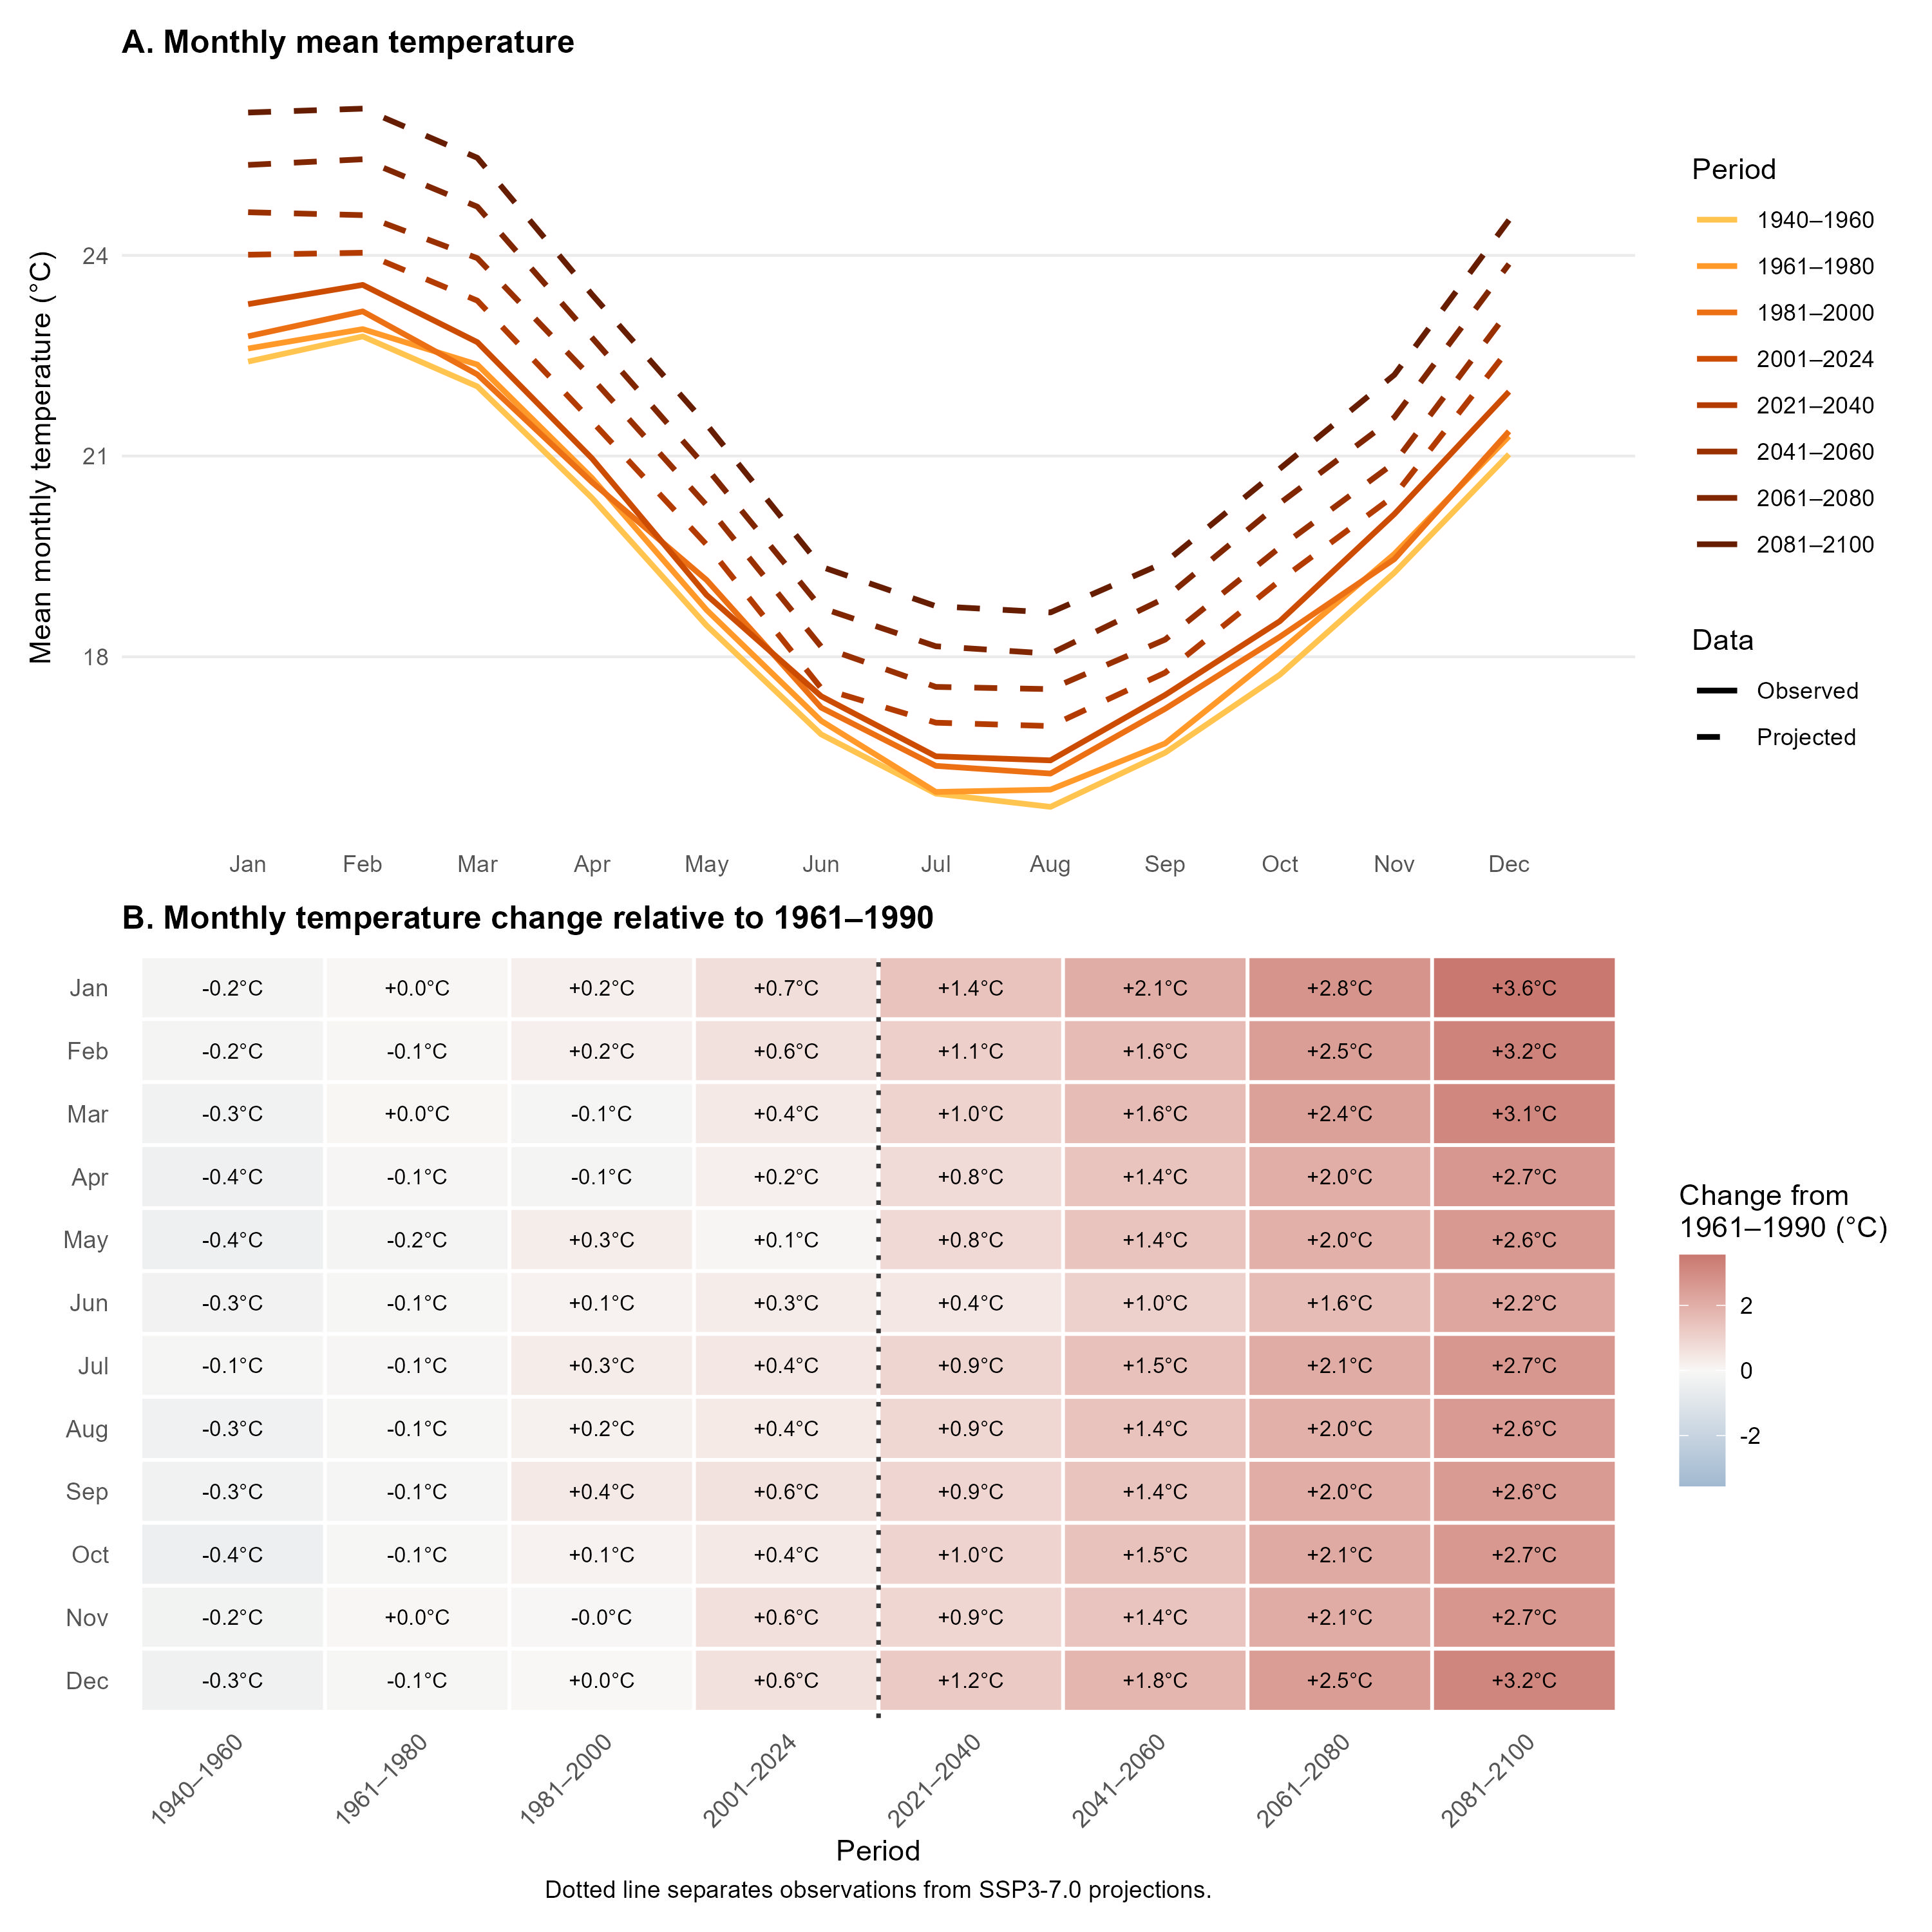 A. Monthly mean temperature
Mean monthly temperature (°C)
24
21
18
Jan Feb Mar Apr May Jun Jul Aug Sep Oct Nov Dec
Period
1940–1960
1961–1980
1981–2000
2001–2024
2021–2040
2041–2060
2061–2080
2081–2100
Data
Observed
Projected
B. Monthly temperature change relative to 1961–1990
Jan -0.2°C +0.0°C +0.2°C +0.7°C +1.4°C +2.1°C +2.8°C +3.6°C
Feb -0.2°C -0.1°C +0.2°C +0.6°C +1.1°C +1.6°C +2.5°C +3.2°C
Mar -0.3°C +0.0°C -0.1°C +0.4°C +1.0°C +1.6°C +2.4°C +3.1°C
Apr -0.4°C -0.1°C -0.1°C +0.2°C +0.8°C +1.4°C +2.0°C +2.7°C
May -0.4°C -0.2°C +0.3°C +0.1°C +0.8°C +1.4°C +2.0°C +2.6°C
Jun -0.3°C -0.1°C +0.1°C +0.3°C +0.4°C +1.0°C +1.6°C +2.2°C
Jul -0.1°C -0.1°C +0.3°C +0.4°C +0.9°C +1.5°C +2.1°C +2.7°C
Aug -0.3°C -0.1°C +0.2°C +0.4°C +0.9°C +1.4°C +2.0°C +2.6°C
Sep -0.3°C -0.1°C +0.4°C +0.6°C +0.9°C +1.4°C +2.0°C +2.6°C
Oct -0.4°C -0.1°C +0.1°C +0.4°C +1.0°C +1.5°C +2.1°C +2.7°C
Nov -0.2°C +0.0°C -0.0°C +0.6°C +0.9°C +1.4°C +2.1°C +2.7°C
Dec -0.3°C -0.1°C +0.0°C +0.6°C +1.2°C +1.8°C +2.5°C +3.2°C
1940–1960 1961–1980 1981–2000 2001–2024 2021–2040 2041–2060 2061–2080 2081–2100
Period
Dotted line separates observations from SSP3-7.0 projections.
Change from
1961–1990 (°C)
2
0
-2